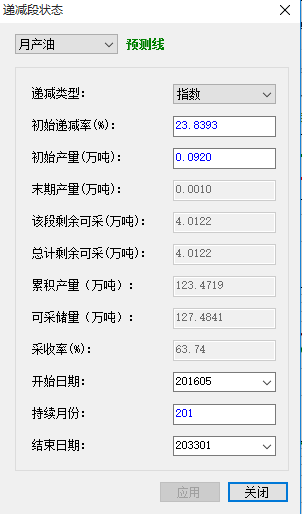 递减段状态
月产油 预测线
递减类型: 指数
初始递减率(%): 23.8393
初始产量(万吨): 0.0920
末期产量(万吨): 0.0010
该段剩余可采(万吨): 4.0122
总计剩余可采(万吨): 4.0122
累积产量（万吨）: 123.4719
可采储量（万吨）: 127.4841
采收率(%): 63.74
开始日期: 201605
持续月份: 201
结束日期: 203301
应用 关闭